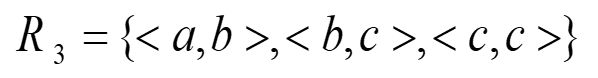 R₃ = {< a,b >,< b,c >,< c,c >}